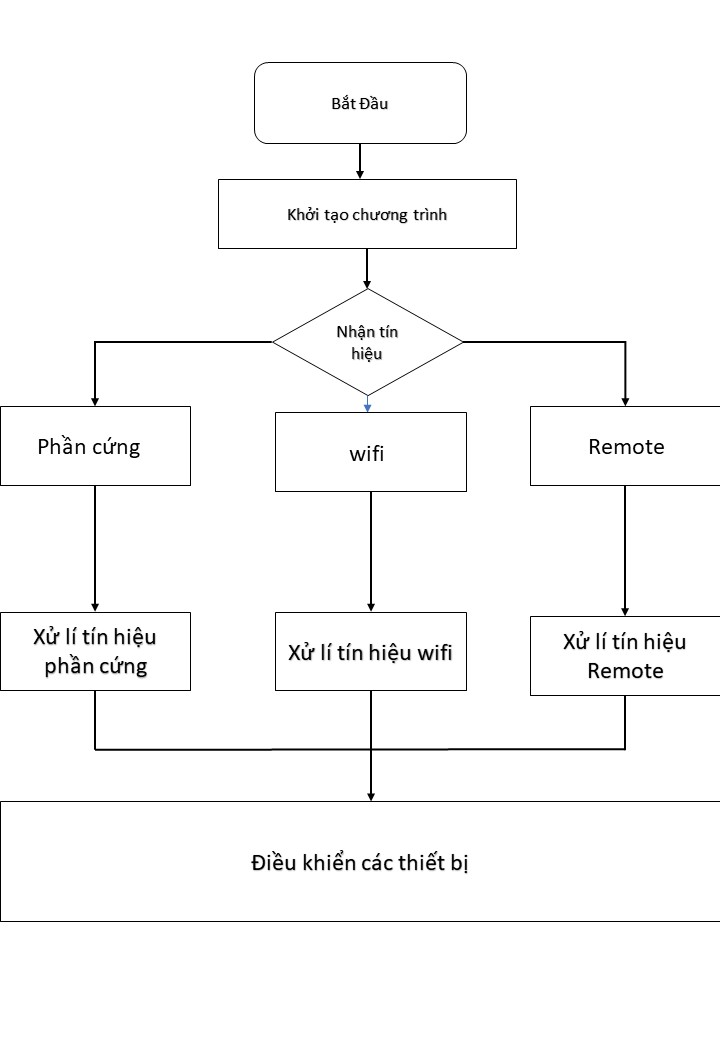 Bắt Đầu
Khởi tạo chương trình
Nhận tín
hiệu
Phần cứng
wifi
Remote
Xử lí tín hiệu
phần cứng
Xử lí tín hiệu wifi
Xử lí tín hiệu
Remote
Điều khiển các thiết bị